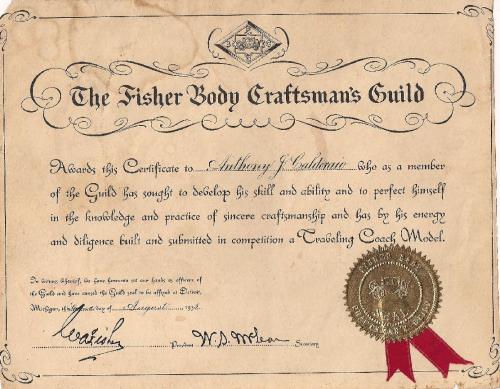 The Fisher Body Craftsman's Guild
Awards this Certificate to Anthony J. who as a member
of the Guild has sought to develop his skill and ability and to perfect himself
in the knowledge and practice of sincere craftsmanship and has by his energy
and diligence built and submitted in competition a Traveling Coach Model.
In witness whereof, we have hereunto set our hands as officers of
the Guild and have caused the Guild seal to be affixed at Detroit,
Michigan, this day of August
W.A. Fisher President W.S. McLean Secretary